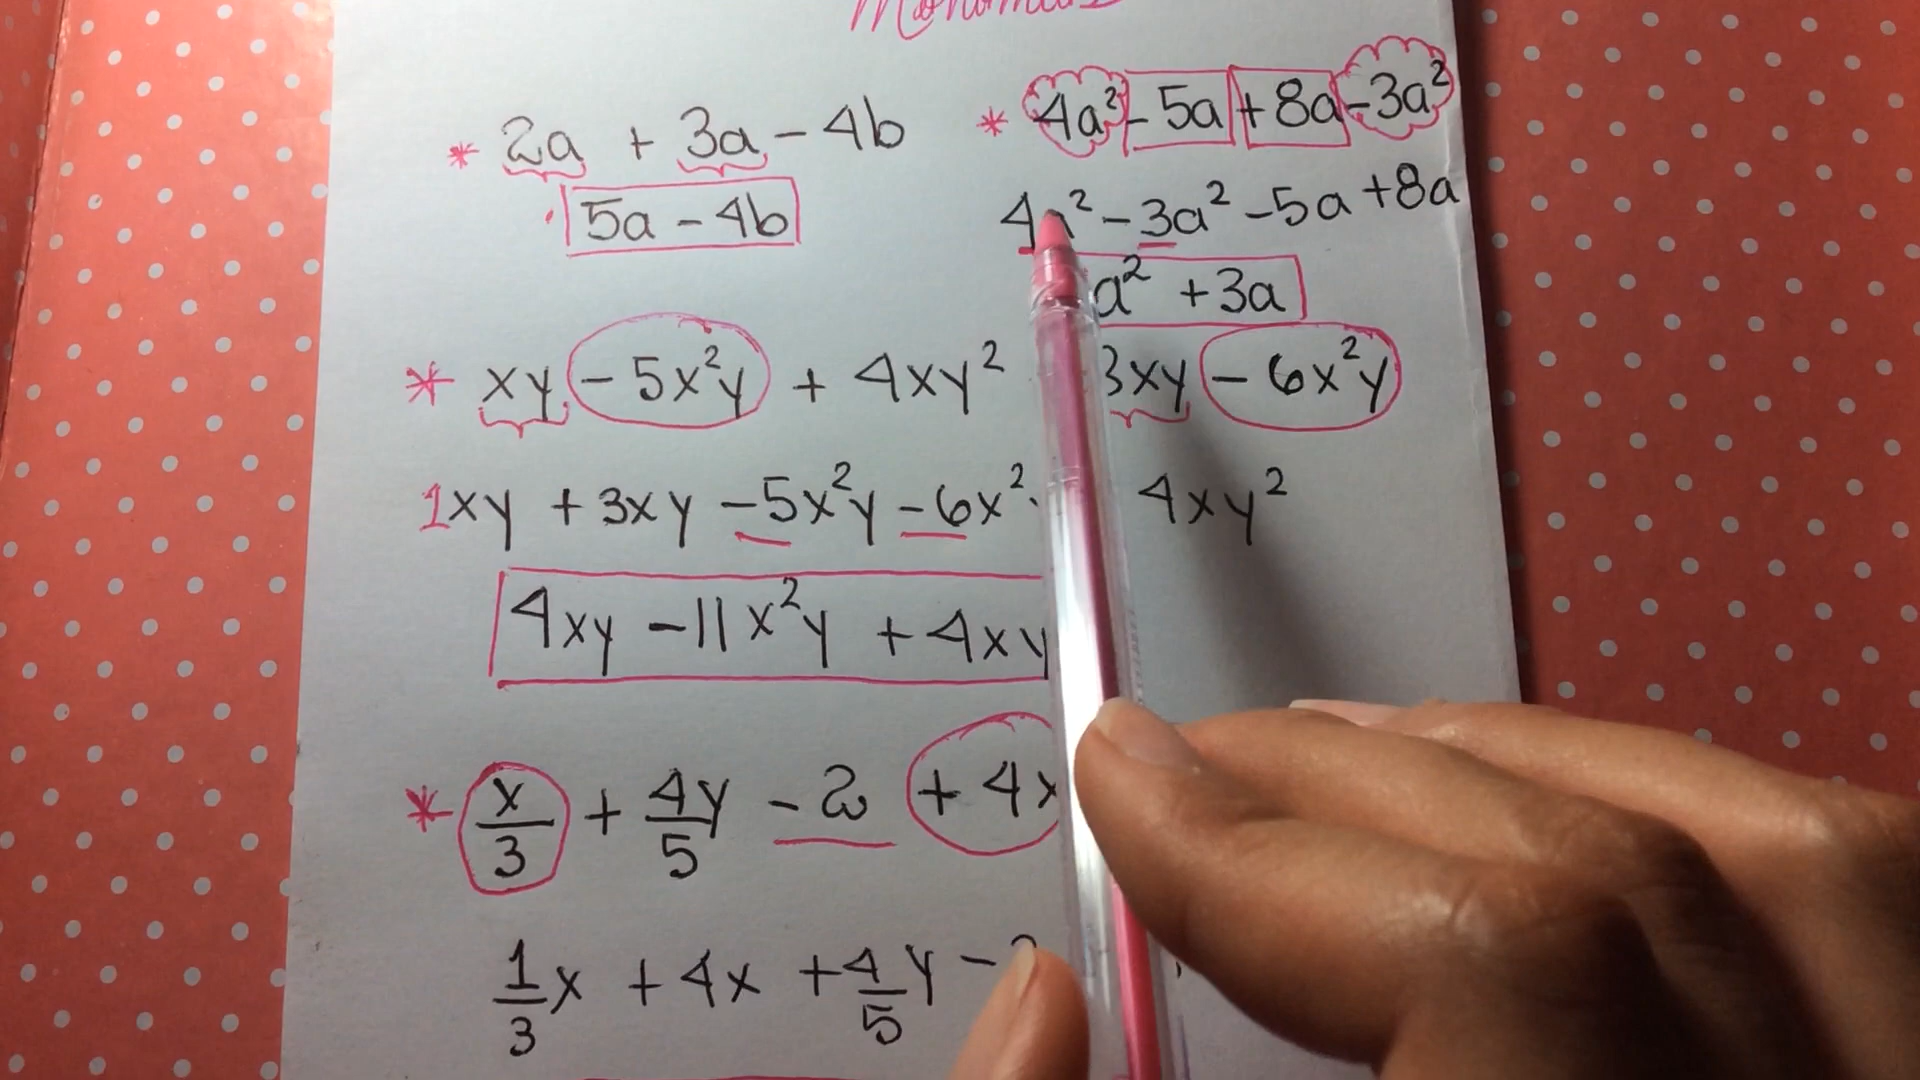 * 2a + 3a - 4b
5a - 4b
* 4a² - 5a + 8a - 3a²
4a² - 3a² - 5a + 8a
a² + 3a
* xy - 5x²y + 4xy² 3xy - 6x²y
1xy + 3xy - 5x²y - 6x² 4xy²
4xy - 11x²y + 4xy
* x/3 + 4y/5 - 2 + 4x
1/3x + 4x + 4/5y -